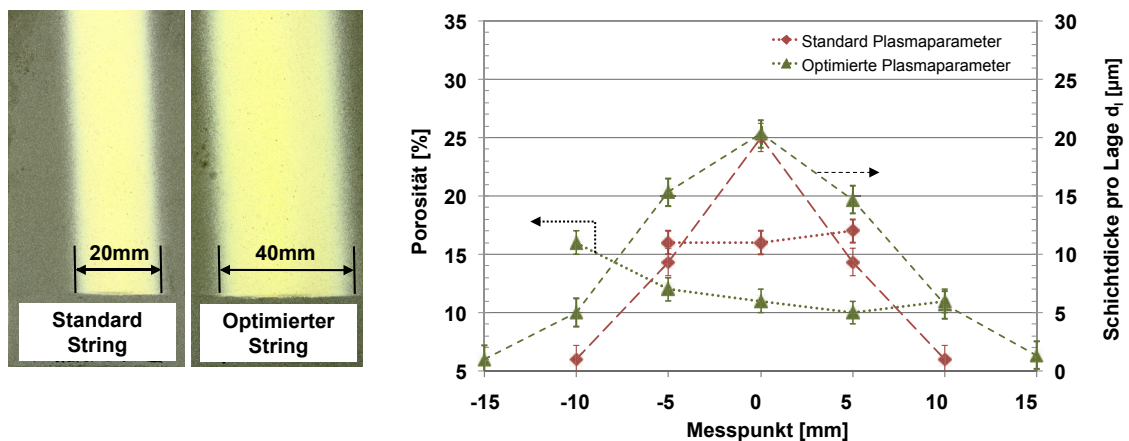 20mm
40mm
Standard
String
Optimierter
String
Porosität [%]
35
30
25
20
15
10
5
Standard Plasmaparameter
Optimierte Plasmaparameter
30
25
20
15
10
5
0
Schichtdicke pro Lage dₗ [µm]
-15 -10 -5 0 5 10 15
Messpunkt [mm]